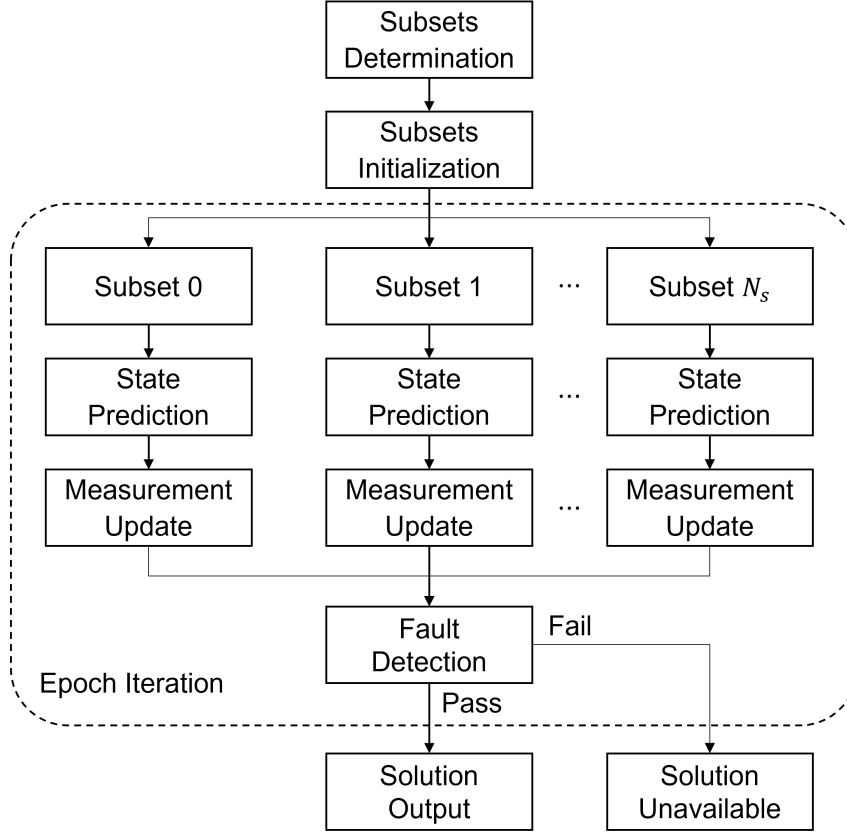 Subsets
Determination
Subsets
Initialization
Subset 0
Subset 1
...
Subset Nₛ
State
Prediction
State
Prediction
...
State
Prediction
Measurement
Update
Measurement
Update
...
Measurement
Update
Fault
Detection
Fail
Epoch Iteration
Pass
Solution
Output
Solution
Unavailable